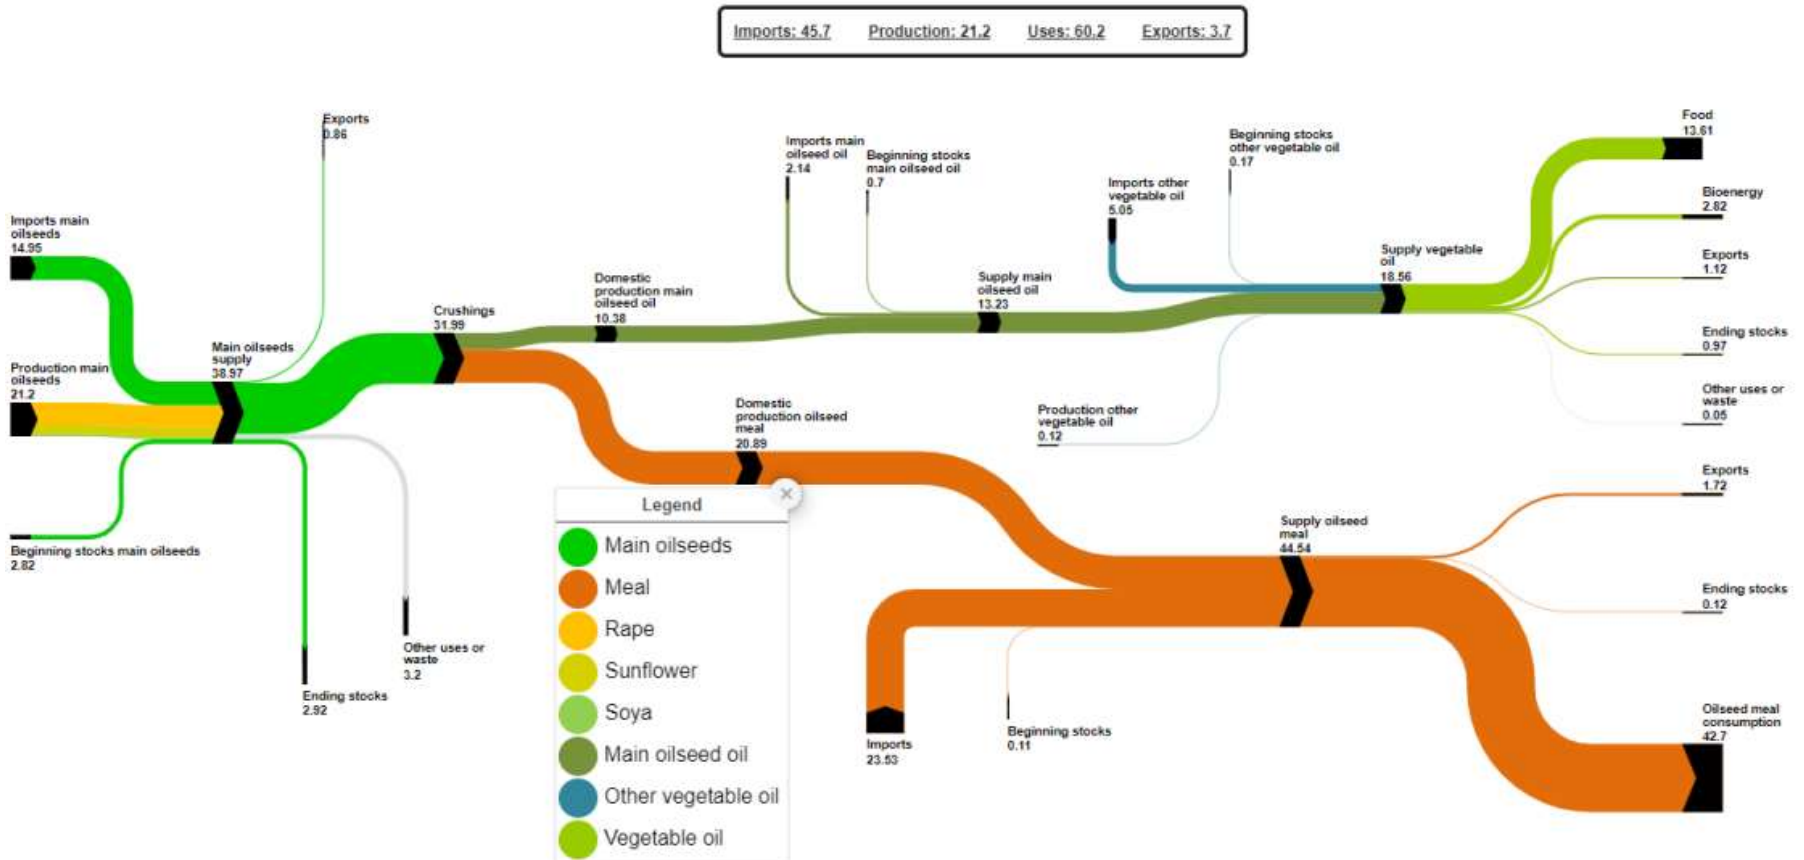 Imports: 45.7 Production: 21.2 Uses: 60.2 Exports: 3.7
Exports
0.86
Imports main
oilseeds
14.95
Production main
oilseeds
21.2
Main oilseeds
supply
38.97
Beginning stocks main oilseeds
2.82
Ending stocks
2.92
Other uses or
waste
3.2
Crushings
31.99
Domestic
production main
oilseed oil
10.38
Imports main
oilseed oil
2.14
Beginning stocks
main oilseed oil
0.7
Supply main
oilseed oil
13.23
Imports other
vegetable oil
5.05
Beginning stocks
other vegetable oil
0.17
Production other
vegetable oil
0.12
Supply vegetable
oil
18.56
Food
13.61
Bioenergy
2.82
Exports
1.12
Ending stocks
0.97
Other uses or
waste
0.05
Domestic
production oilseed
meal
20.89
Imports
23.53
Beginning stocks
0.11
Supply oilseed
meal
44.54
Exports
1.72
Ending stocks
0.12
Oilseed meal
consumption
42.7
Legend
Main oilseeds
Meal
Rape
Sunflower
Soya
Main oilseed oil
Other vegetable oil
Vegetable oil